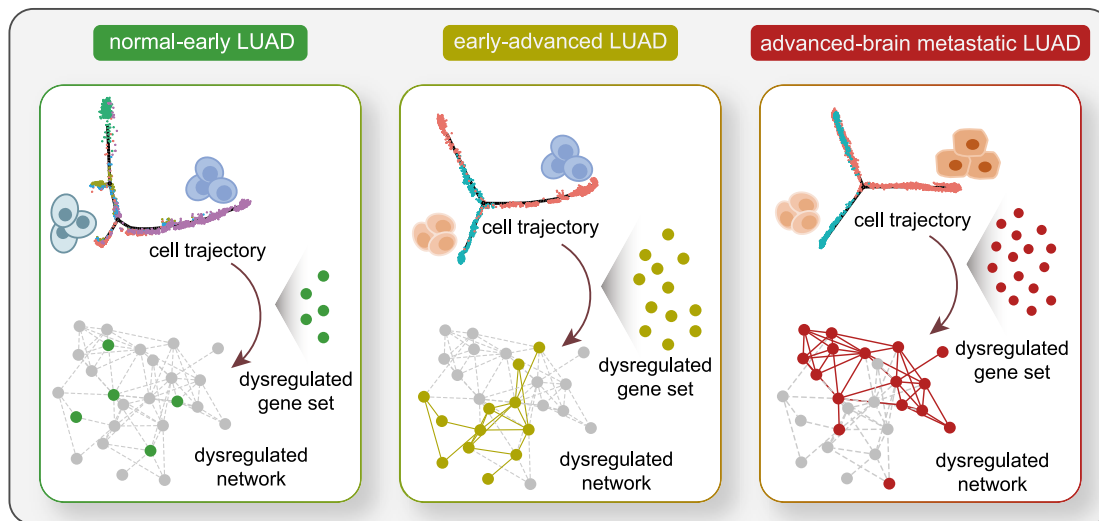 normal-early LUAD
cell trajectory
dysregulated
gene set
dysregulated
network
early-advanced LUAD
cell trajectory
dysregulated
gene set
dysregulated
network
advanced-brain metastatic LUAD
cell trajectory
dysregulated
gene set
dysregulated
network